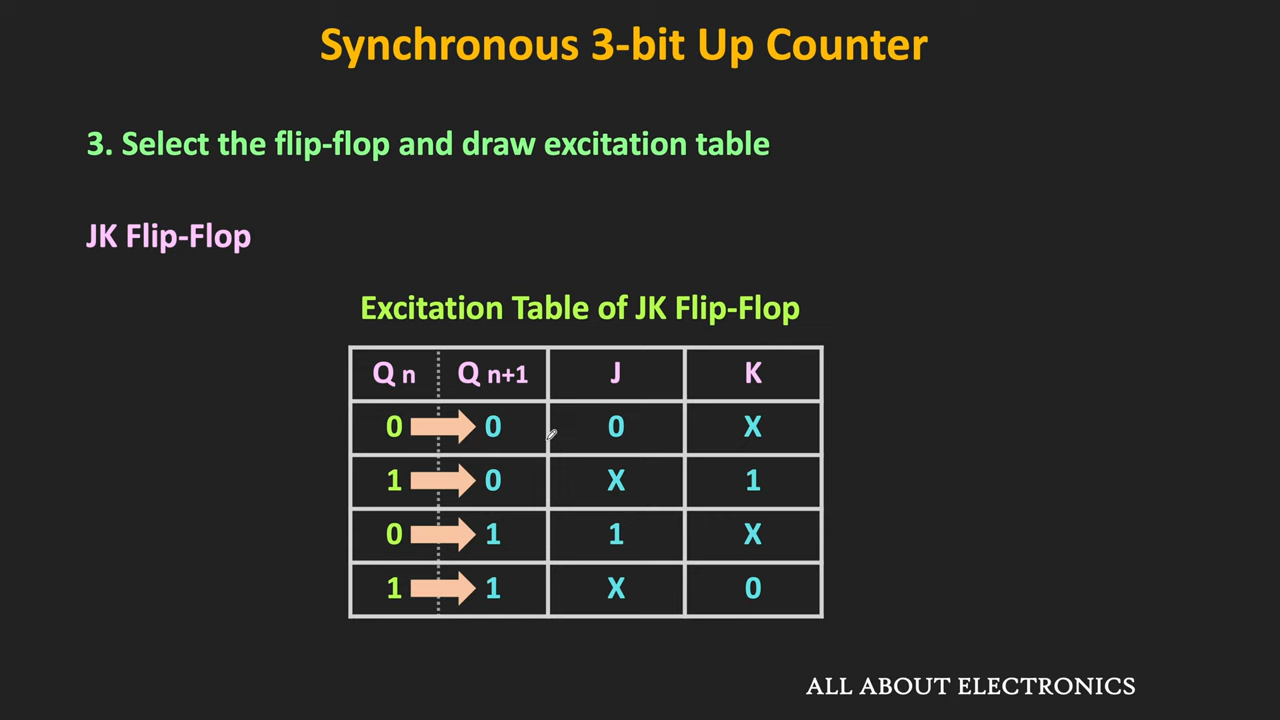 Synchronous 3-bit Up Counter
3. Select the flip-flop and draw excitation table
JK Flip-Flop
Excitation Table of JK Flip-Flop
Q n Q n+1 J K
0 0 0 X
1 0 X 1
0 1 1 X
1 1 X 0
ALL ABOUT ELECTRONICS